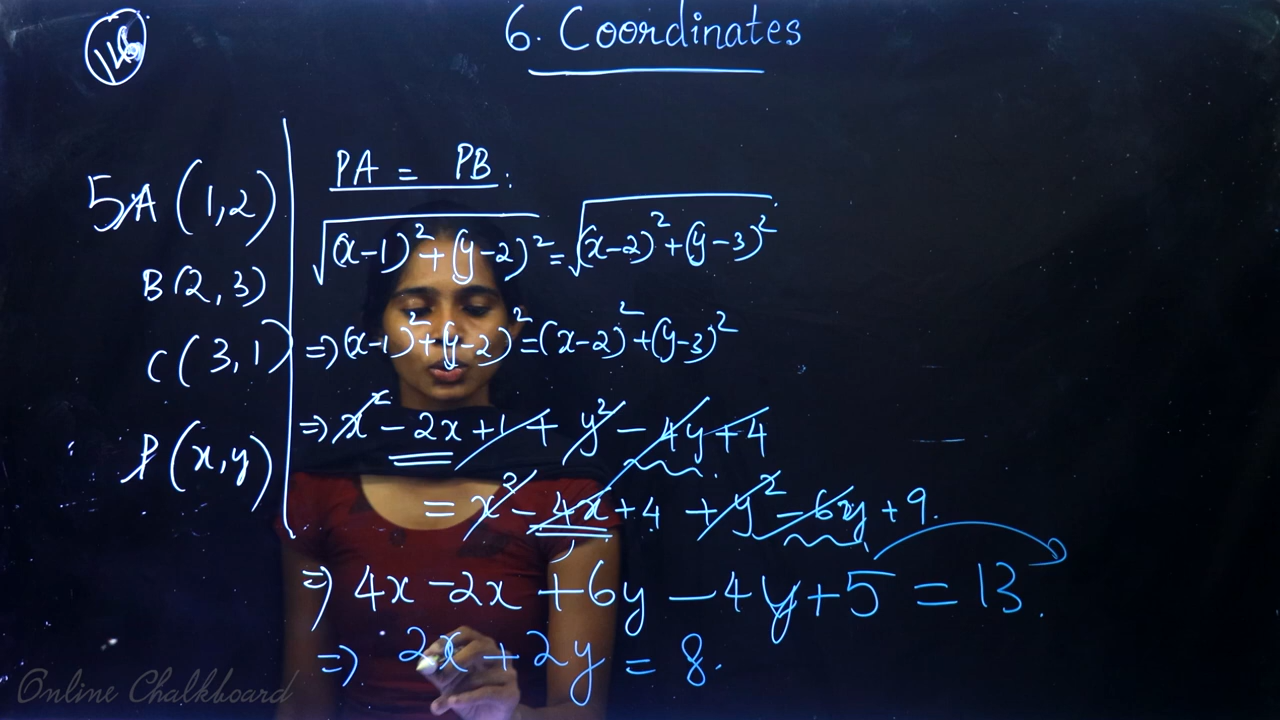 6. Coordinates
146
5 A (1,2)
B (2,3)
C (3,1)
P (x,y)
PA = PB.
√(x-1)²+(y-2)² = √(x-2)²+(y-3)²
⇒ (x-1)²+(y-2)² = (x-2)²+(y-3)²
⇒ x² - 2x + 1 + y² - 4y + 4
= x² - 4x + 4 + y² - 6y + 9.
⇒ 4x - 2x + 6y - 4y + 5 = 13.
⇒ 2x + 2y = 8.
Online Chalkboard